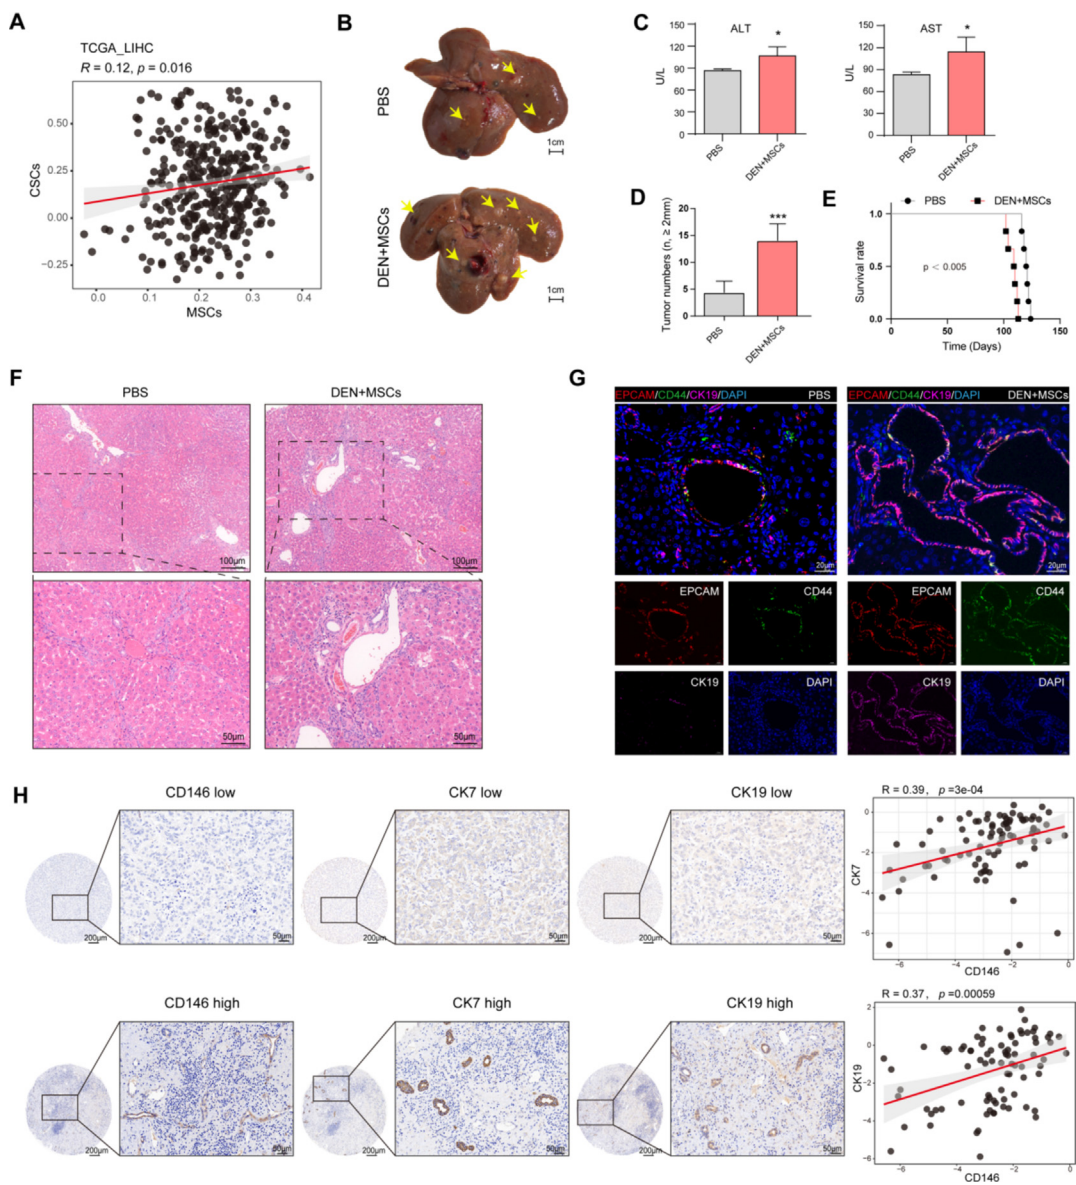 A
TCGA_LIHC
R = 0.12, p = 0.016
CSCs
0.50
0.25
0.00
−0.25
0.0
0.1
0.2
0.3
0.4
MSCs
B
PBS
1cm
DEN+MSCs
1cm
C
ALT
*
U/L
150
120
90
60
30
0
PBS
DEN+MSCs
AST
*
U/L
150
120
90
60
30
0
PBS
DEN+MSCs
D
***
Tumor numbers (n, ≥ 2mm)
20
15
10
5
0
PBS
DEN+MSCs
E
PBS
DEN+MSCs
Survival rate
1.0
0.5
0.0
p < 0.005
0
50
100
150
Time (Days)
F
PBS
DEN+MSCs
100μm
100μm
50μm
50μm
G
EPCAM/CD44/CK19/DAPI
PBS
20μm
EPCAM/CD44/CK19/DAPI
DEN+MSCs
20μm
EPCAM
CD44
EPCAM
CD44
CK19
DAPI
CK19
DAPI
H
CD146 low
200μm
50μm
CK7 low
200μm
50μm
CK19 low
200μm
50μm
R = 0.39, p =3e-04
CK7
0
−2
−4
−6
−6
−4
−2
0
CD146
CD146 high
200μm
50μm
CK7 high
200μm
50μm
CK19 high
200μm
50μm
R = 0.37, p =0.00059
CK19
2
0
−2
−4
−6
−6
−4
−2
0
CD146